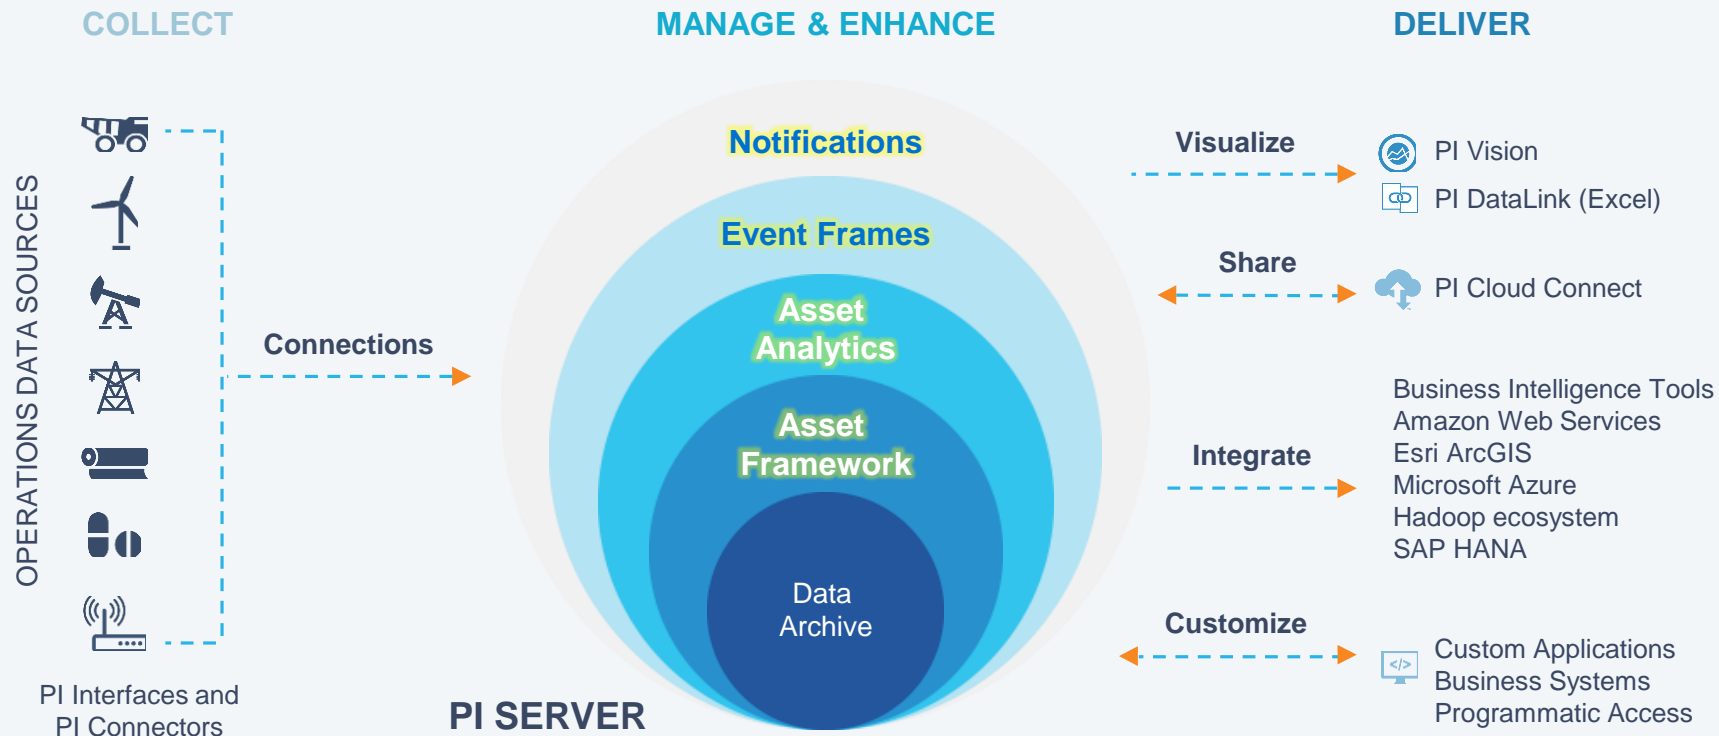 COLLECT
MANAGE & ENHANCE
DELIVER
OPERATIONS DATA SOURCES
PI Interfaces and
PI Connectors
Connections
Notifications
Event Frames
Asset
Analytics
Asset
Framework
Data
Archive
PI SERVER
Visualize
PI Vision
PI DataLink (Excel)
Share
PI Cloud Connect
Integrate
Business Intelligence Tools
Amazon Web Services
Esri ArcGIS
Microsoft Azure
Hadoop ecosystem
SAP HANA
Customize
</>
Custom Applications
Business Systems
Programmatic Access